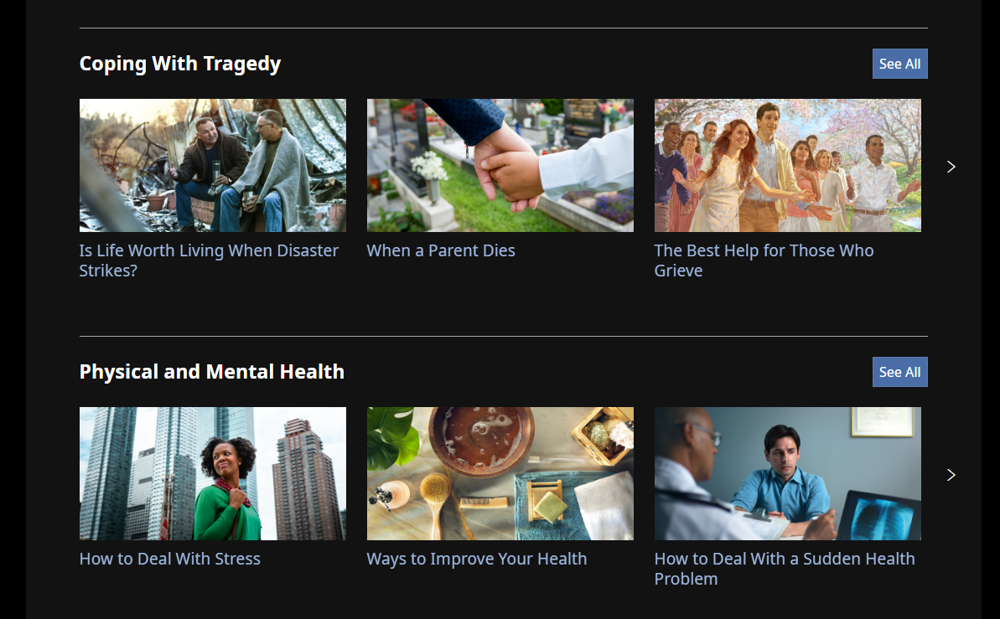 Coping With Tragedy
See All
Is Life Worth Living When Disaster
Strikes?
When a Parent Dies
The Best Help for Those Who
Grieve
Physical and Mental Health
See All
How to Deal With Stress
Ways to Improve Your Health
How to Deal With a Sudden Health
Problem